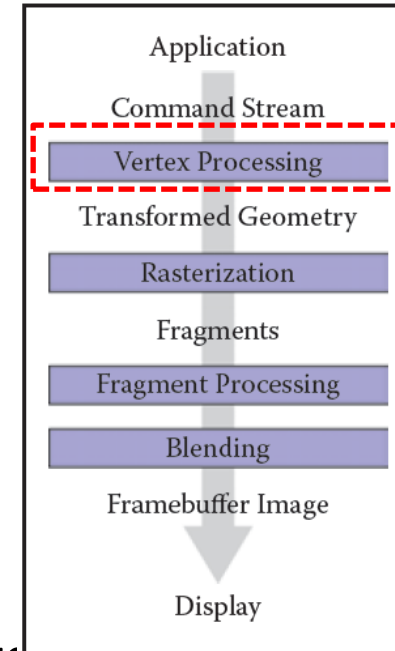 Application
Command Stream
Vertex Processing
Transformed Geometry
Rasterization
Fragments
Fragment Processing
Blending
Framebuffer Image
Display